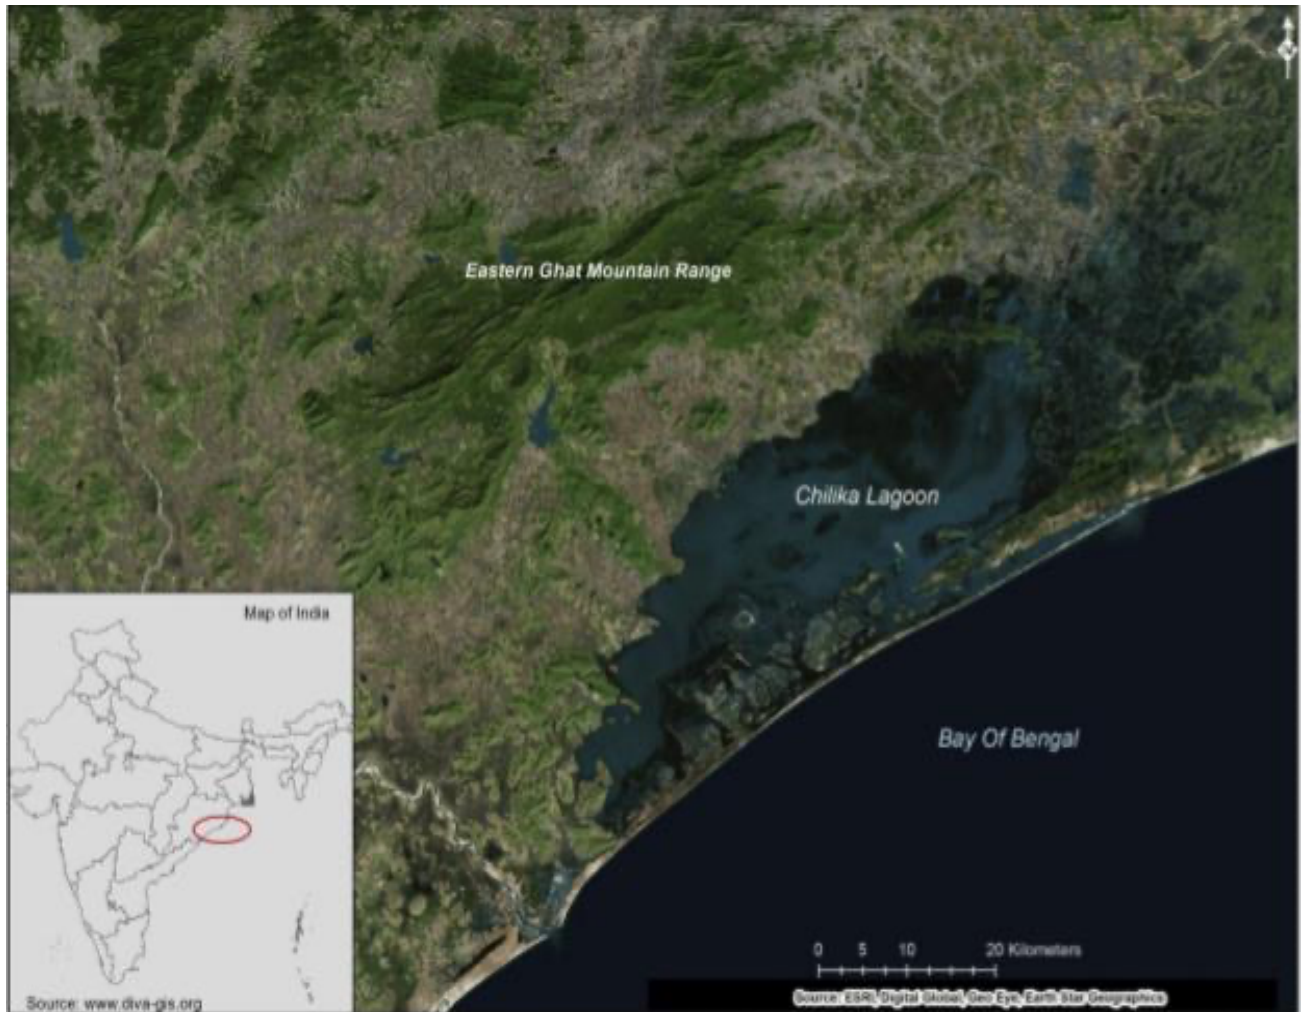 Eastern Ghat Mountain Range
Chilika Lagoon
Map of India
Bay Of Bengal
0 5 10 20 Kilometers
Source: www.diva-gis.org
Source: ESRI, Digital Global, Geo Eye, Earth Star Geographics